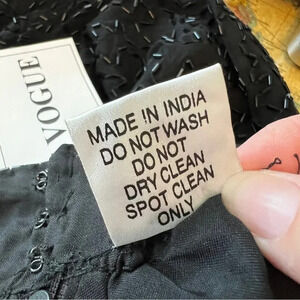 VOGUE
MADE IN INDIA
DO NOT WASH
DO NOT
DRY CLEAN
SPOT CLEAN
ONLY